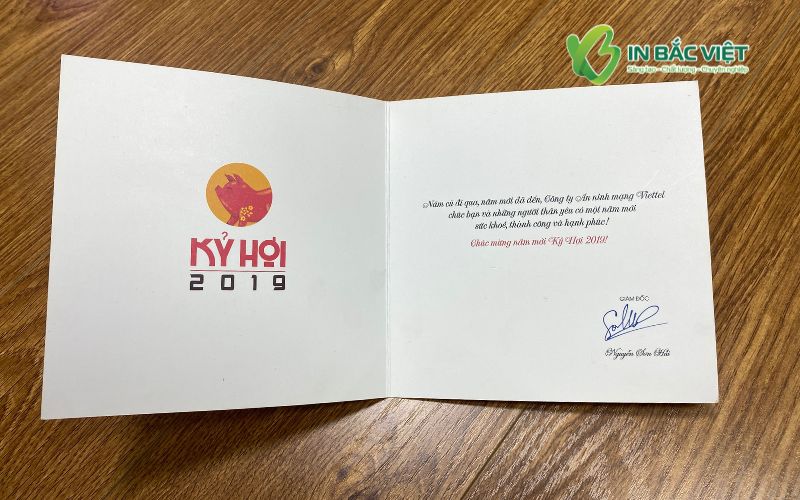 IN BẮC VIỆT
Sáng tạo - Chất lượng - Chuyên nghiệp
KỶ HỢI
2019
Năm cũ đi qua, năm mới đã đến, Công ty An ninh mạng Viettel
chúc bạn và những người thân yêu có một năm mới
sức khoẻ, thành công và hạnh phúc!
Chúc mừng năm mới Kỷ Hợi 2019!
GIÁM ĐỐC
Nguyễn Sơn Hải